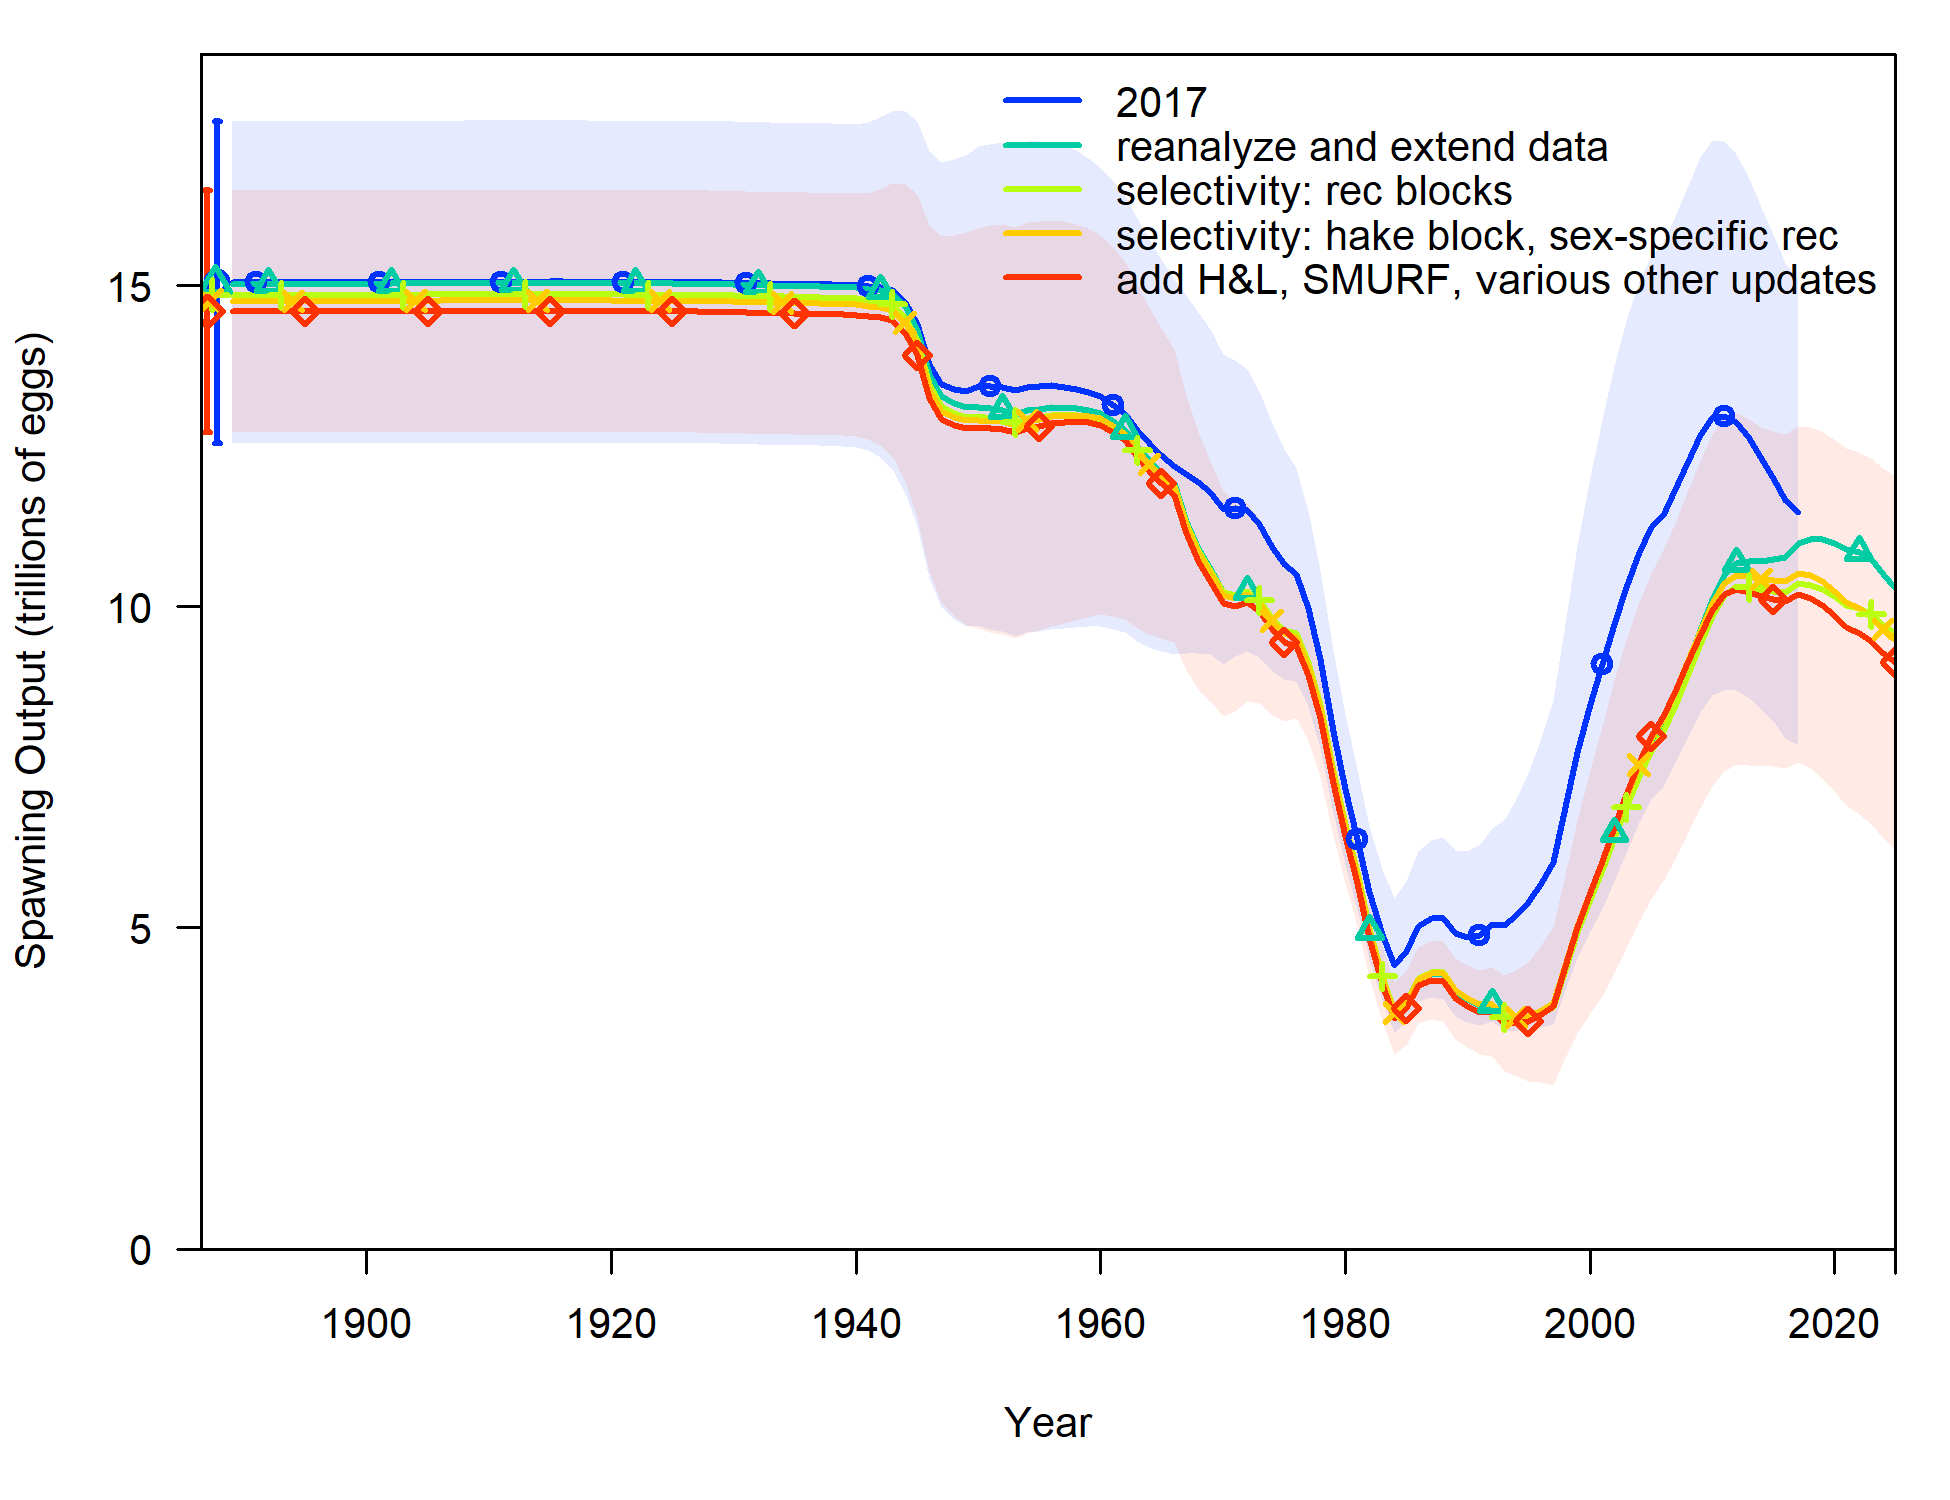 2017
reanalyze and extend data
selectivity: rec blocks
selectivity: hake block, sex-specific rec
add H&L, SMURF, various other updates
Spawning Output (trillions of eggs)
15
10
5
0
1900 1920 1940 1960 1980 2000 2020
Year